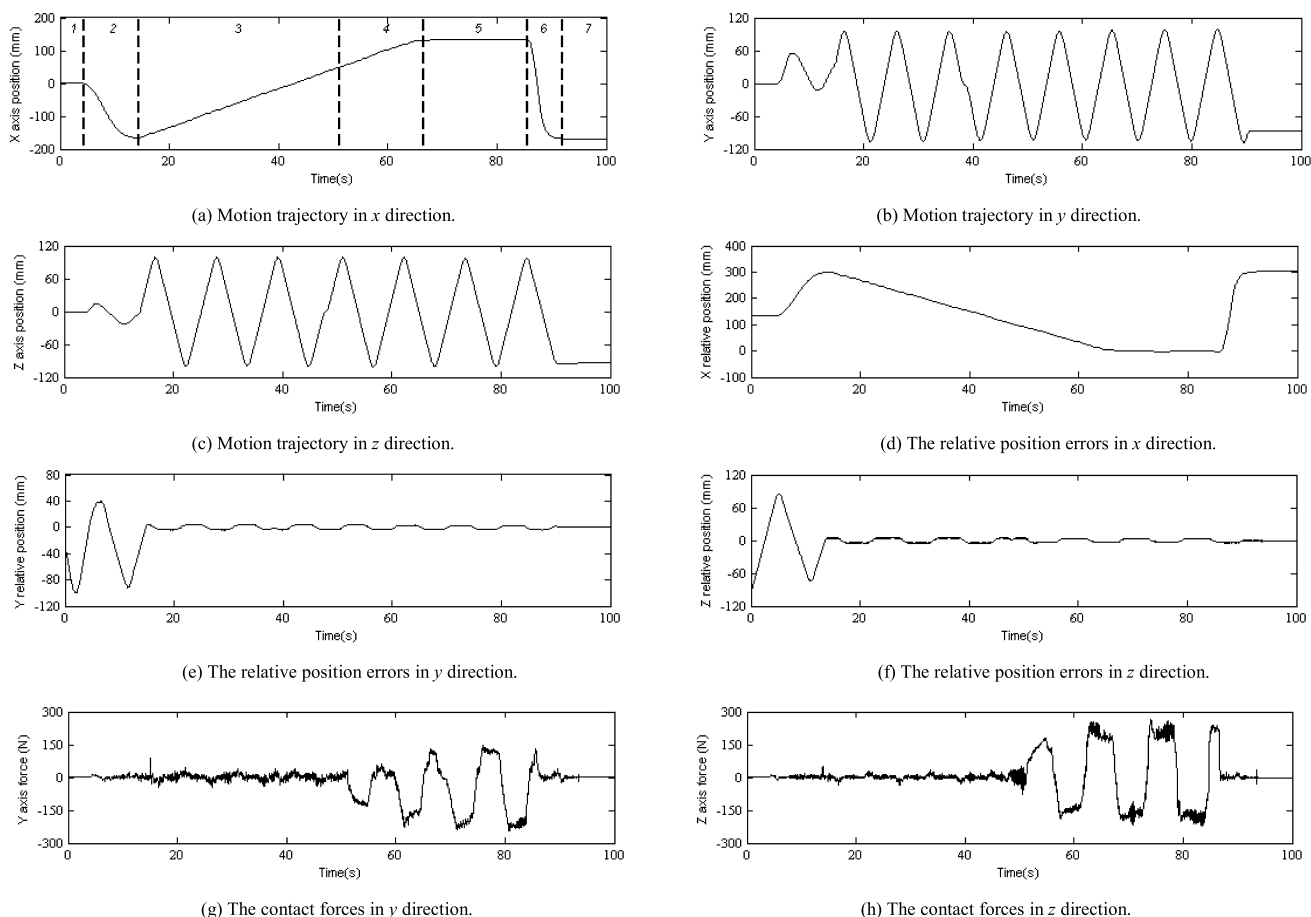 200
100
0
-100
-200
X axis position (mm)
1 2 3 4 5 6 7
0 20 40 60 80 100
Time(s)
(a) Motion trajectory in x direction.
120
60
0
-60
-120
Y axis position (mm)
0 20 40 60 80 100
Time(s)
(b) Motion trajectory in y direction.
120
60
0
-60
-120
Z axis position (mm)
0 20 40 60 80 100
Time(s)
(c) Motion trajectory in z direction.
400
300
200
100
0
-100
X relative position (mm)
0 20 40 60 80 100
Time(s)
(d) The relative position errors in x direction.
80
40
0
-40
-80
-120
Y relative position (mm)
0 20 40 60 80 100
Time(s)
(e) The relative position errors in y direction.
120
60
0
-60
-120
Z relative position (mm)
0 20 40 60 80 100
Time(s)
(f) The relative position errors in z direction.
300
150
0
-150
-300
Y axis force (N)
0 20 40 60 80 100
Time(s)
(g) The contact forces in y direction.
300
150
0
-150
-300
Z axis force (N)
0 20 40 60 80 100
Time(s)
(h) The contact forces in z direction.